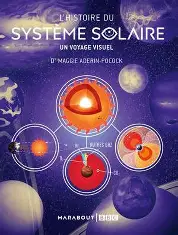 L'HISTOIRE DU
SYSTÈME SOLAIRE
UN VOYAGE VISUEL
Dr MAGGIE ADERIN-POCOCK
MARABOUT BBC